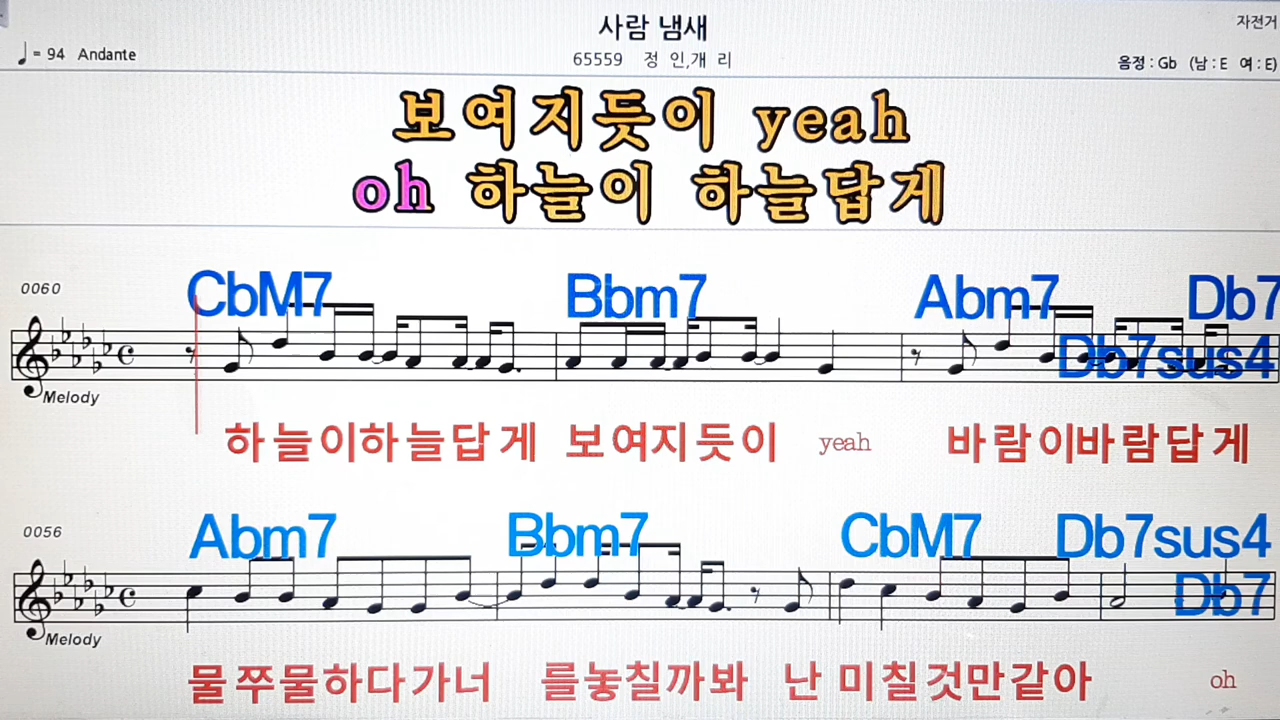 사람 냄새
자전거
♩= 94 Andante
65559 정 인,개 리
음정 : Gb (남 : E 여 : E)
보여지듯이 yeah
oh 하늘이 하늘답게
0060
CbM7 Bbm7 Abm7 Db7
Db7sus4
Melody
하늘이하늘답게 보여지듯이 yeah 바람이바람답게
0056
Abm7 Bbm7 CbM7 Db7sus4
Db7
Melody
물쭈물하다가너 를놓칠까봐 난 미칠것만같아 oh